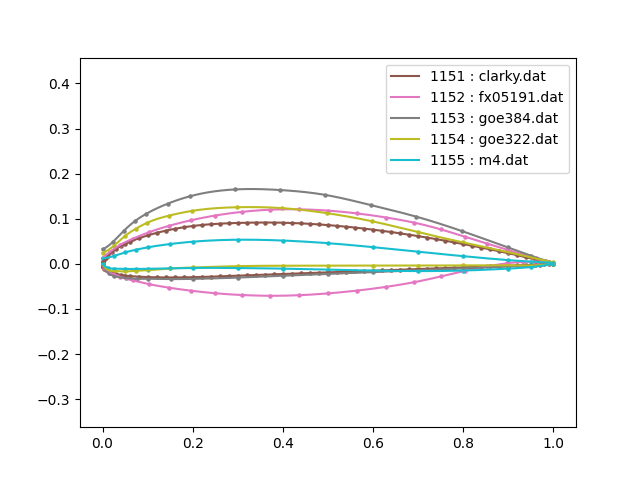 1151 : clarky.dat
1152 : fx05191.dat
1153 : goe384.dat
1154 : goe322.dat
1155 : m4.dat
0.4
0.3
0.2
0.1
0.0
−0.1
−0.2
−0.3
0.0 0.2 0.4 0.6 0.8 1.0